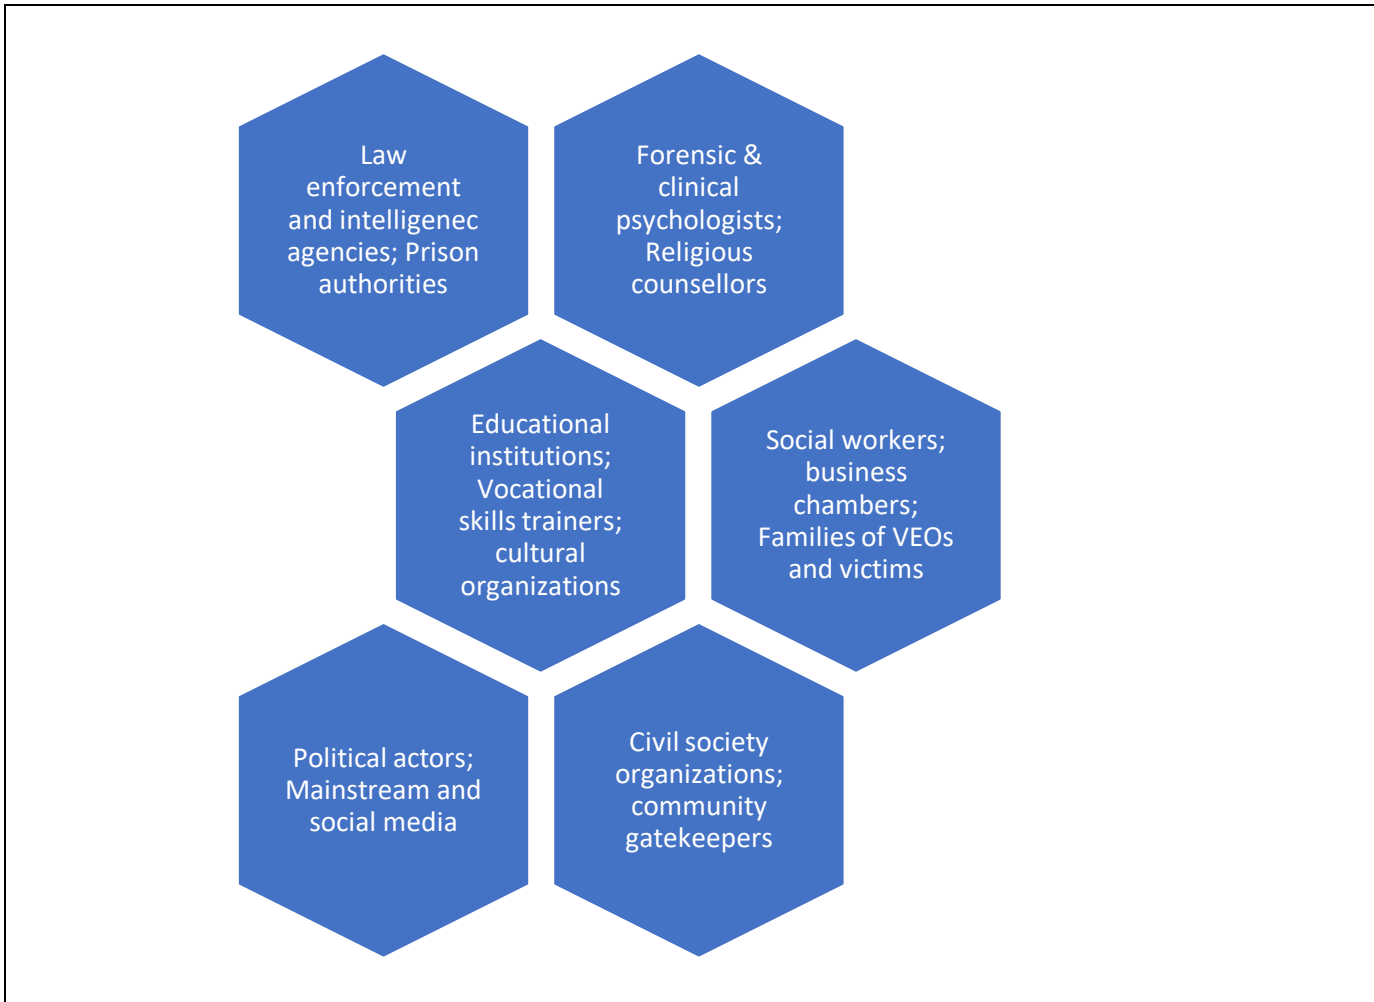 Law
enforcement
and intelligenec
agencies; Prison
authorities
Forensic &
clinical
psychologists;
Religious
counsellors
Educational
institutions;
Vocational
skills trainers;
cultural
organizations
Social workers;
business
chambers;
Families of VEOs
and victims
Political actors;
Mainstream and
social media
Civil society
organizations;
community
gatekeepers